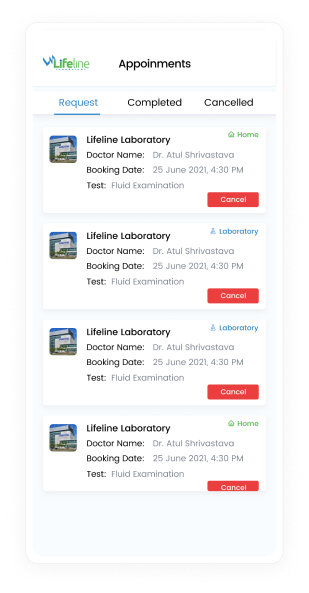 Lifeline
Appoinments
Request Completed Cancelled
Lifeline Laboratory Home
Doctor Name: Dr. Atul Shrivastava
Booking Date: 25 June 2021, 4:30 PM
Test: Fluid Examination
Cancel
Lifeline Laboratory Laboratory
Doctor Name: Dr. Atul Shrivastava
Booking Date: 25 June 2021, 4:30 PM
Test: Fluid Examination
Cancel
Lifeline Laboratory Laboratory
Doctor Name: Dr. Atul Shrivastava
Booking Date: 25 June 2021, 4:30 PM
Test: Fluid Examination
Cancel
Lifeline Laboratory Home
Doctor Name: Dr. Atul Shrivastava
Booking Date: 25 June 2021, 4:30 PM
Test: Fluid Examination
Cancel